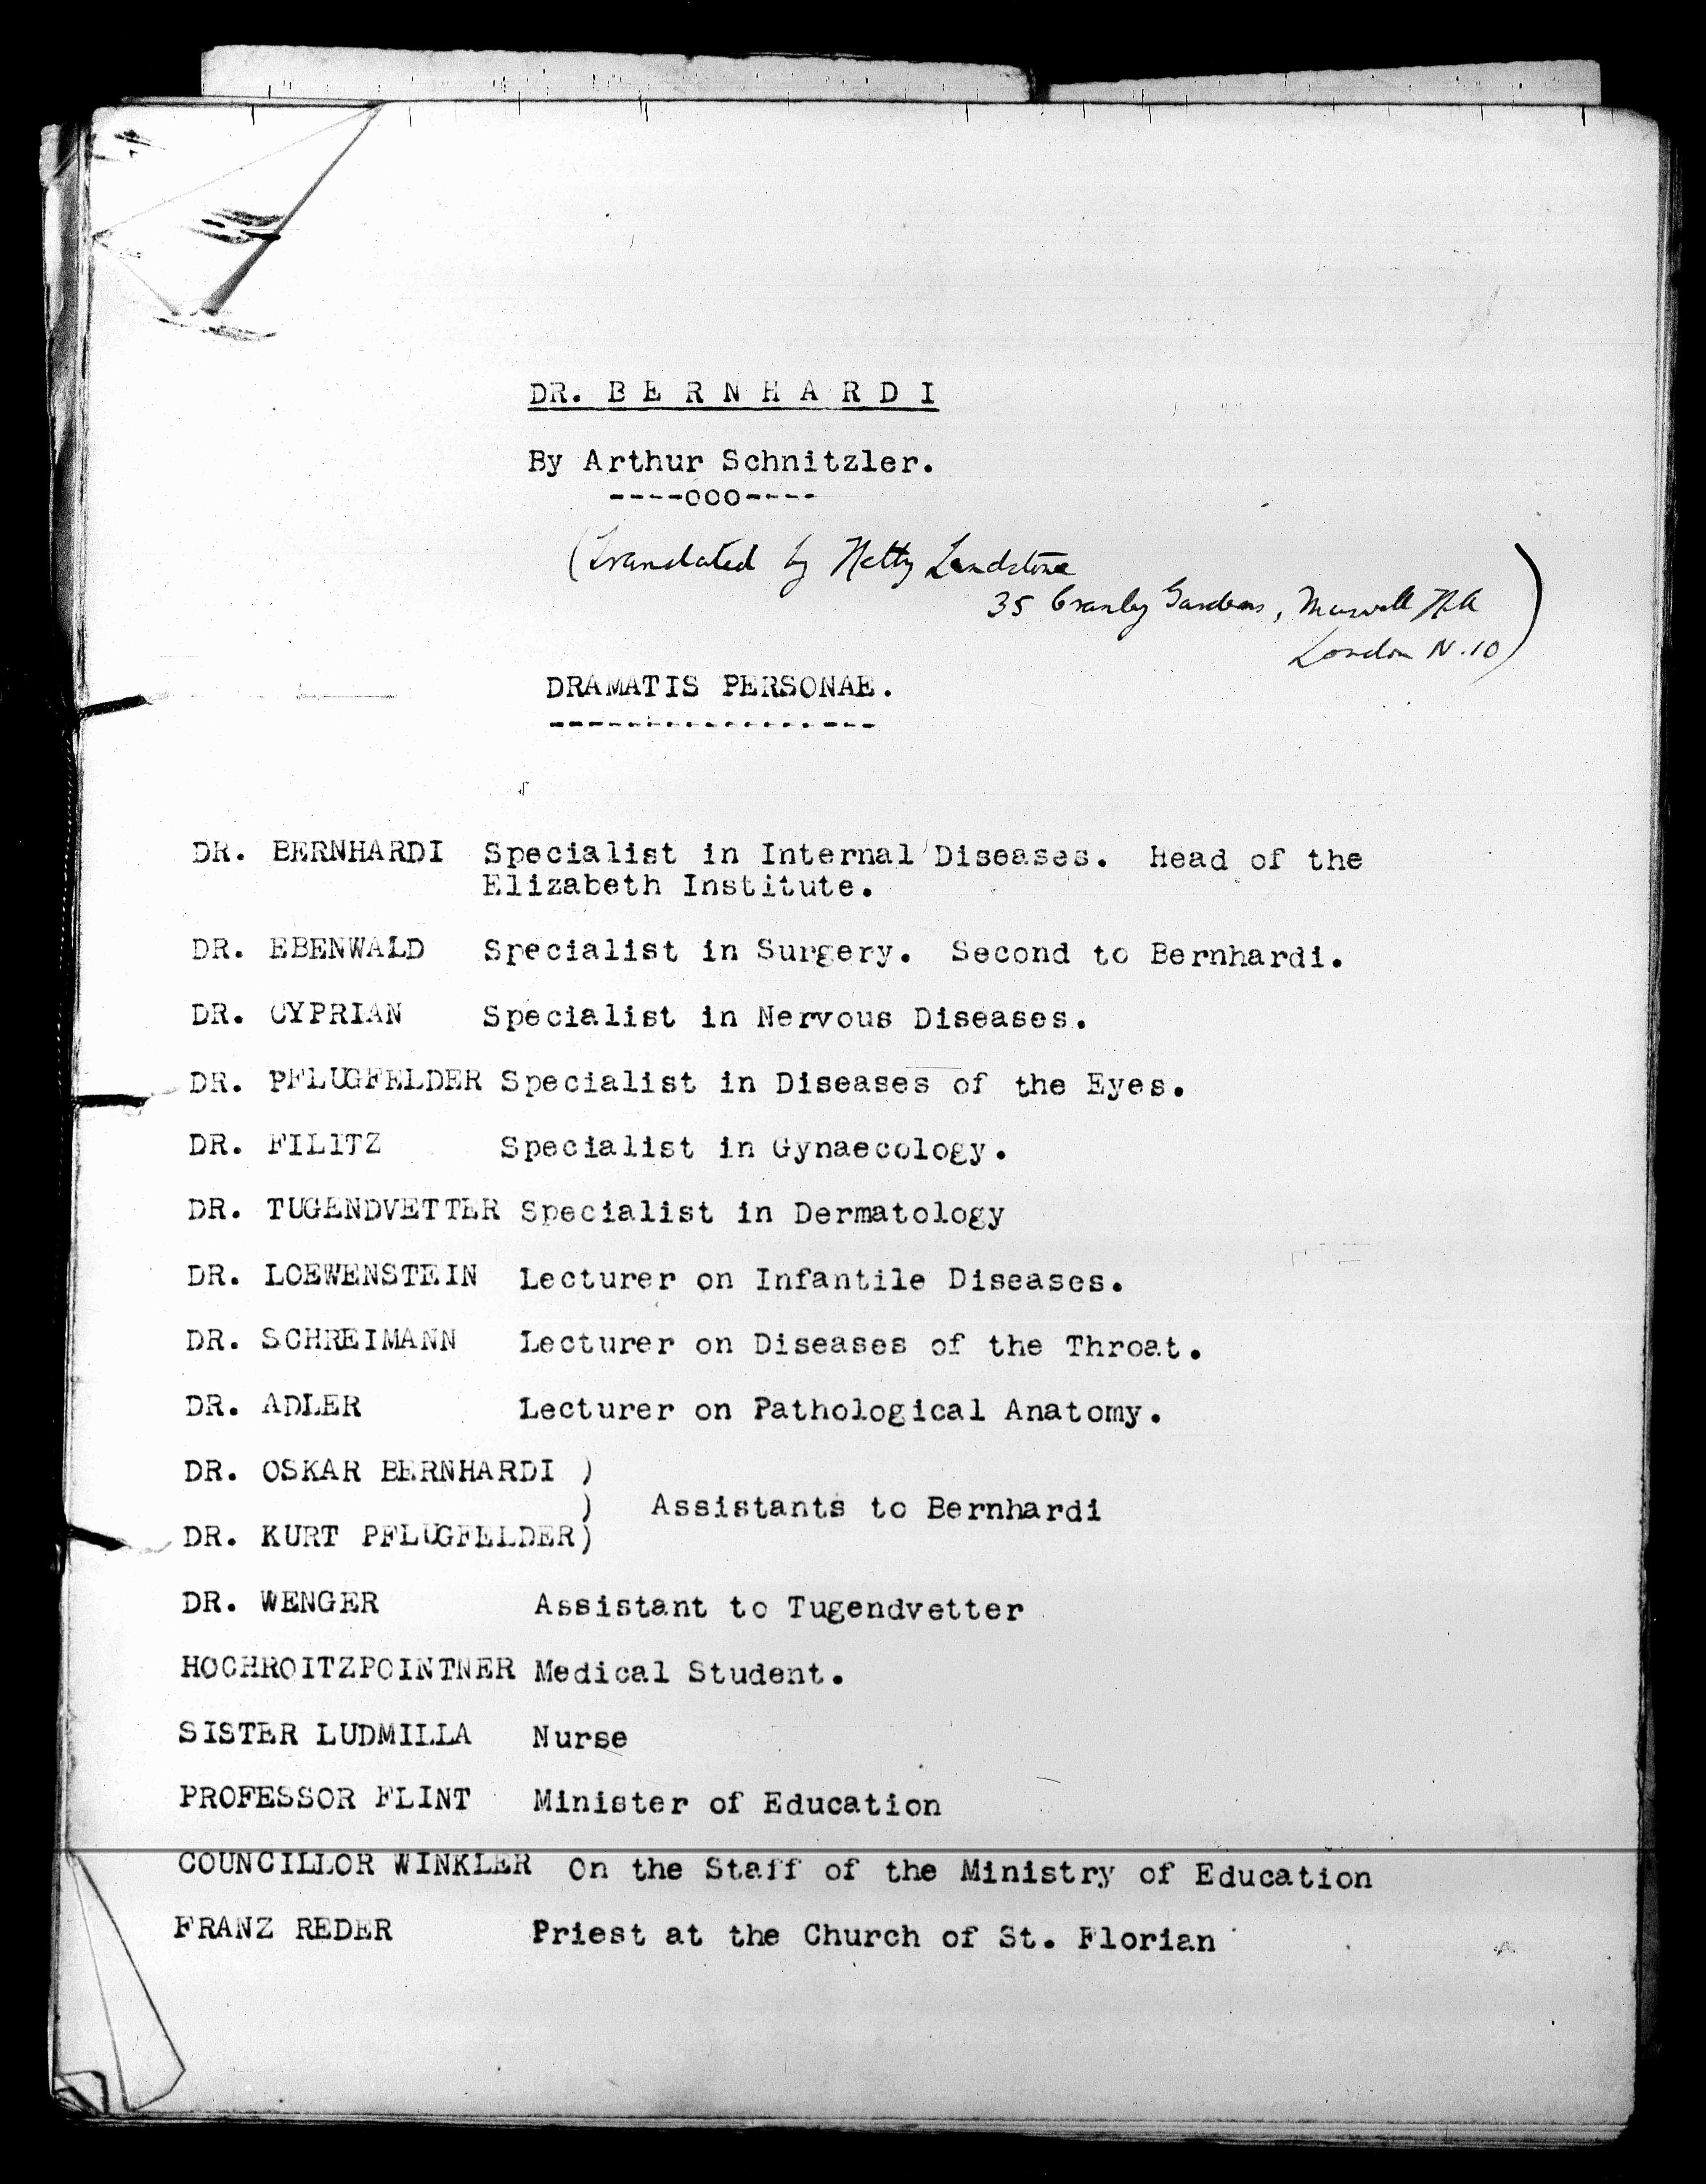 DR. B E R N H A R D I
By Arthur Schnitzler.
----ooo----
(translated by Hetty Landstone
35 Cranley Gardens, Muswell Hill
London N.10)
DRAMATIS PERSONAE.
-----------------
DR. BERNHARDI Specialist in Internal Diseases. Head of the
Elizabeth Institute.
DR. EBENWALD Specialist in Surgery. Second to Bernhardi.
DR. CYPRIAN Specialist in Nervous Diseases.
DR. PFLUGFELDER Specialist in Diseases of the Eyes.
DR. FILITZ Specialist in Gynaecology.
DR. TUGENDVETTER Specialist in Dermatology
DR. LOEWENSTEIN Lecturer on Infantile Diseases.
DR. SCHREIMANN Lecturer on Diseases of the Throat.
DR. ADLER Lecturer on Pathological Anatomy.
DR. OSKAR BERNHARDI )
) Assistants to Bernhardi
DR. KURT PFLUGFELDER)
DR. WENGER Assistant to Tugendvetter
HOCHROITZPOINTNER Medical Student.
SISTER LUDMILLA Nurse
PROFESSOR FLINT Minister of Education
COUNCILLOR WINKLER On the Staff of the Ministry of Education
FRANZ REDER Priest at the Church of St. Florian